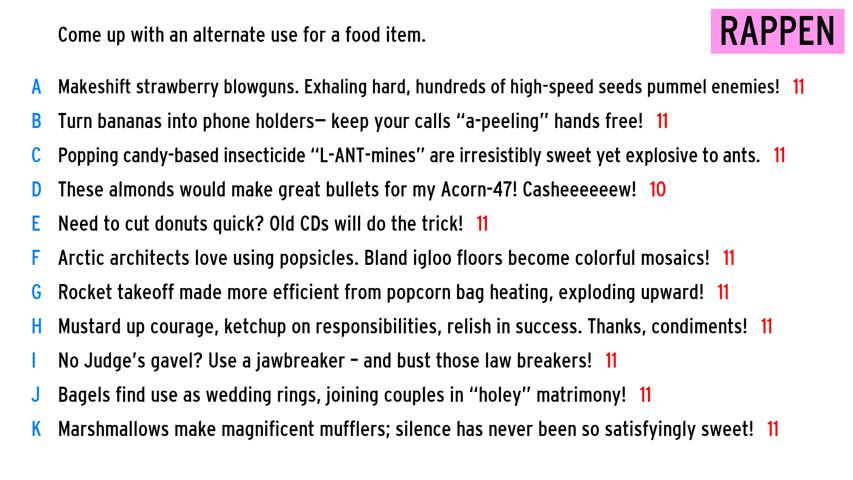 Come up with an alternate use for a food item.
RAPPEN
A Makeshift strawberry blowguns. Exhaling hard, hundreds of high-speed seeds pummel enemies! 11
B Turn bananas into phone holders— keep your calls “a-peeling” hands free! 11
C Popping candy-based insecticide “L-ANT-mines” are irresistibly sweet yet explosive to ants. 11
D These almonds would make great bullets for my Acorn-47! Casheeeeeew! 10
E Need to cut donuts quick? Old CDs will do the trick! 11
F Arctic architects love using popsicles. Bland igloo floors become colorful mosaics! 11
G Rocket takeoff made more efficient from popcorn bag heating, exploding upward! 11
H Mustard up courage, ketchup on responsibilities, relish in success. Thanks, condiments! 11
I No Judge’s gavel? Use a jawbreaker – and bust those law breakers! 11
J Bagels find use as wedding rings, joining couples in “holey” matrimony! 11
K Marshmallows make magnificent mufflers; silence has never been so satisfyingly sweet! 11